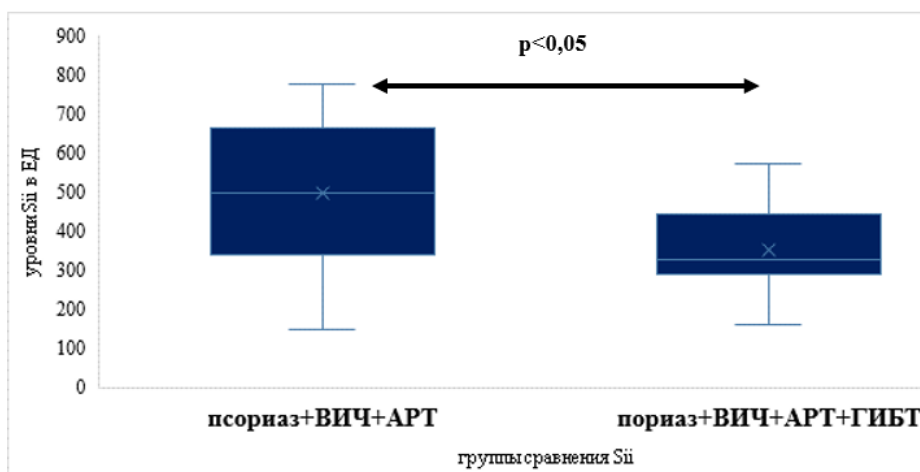 900
800
700
600
500
400
300
200
100
0
уровни Sii в ЕД
p<0,05
псориаз+ВИЧ+АРТ
пориаз+ВИЧ+АРТ+ГИБТ
группы сравнения Sii